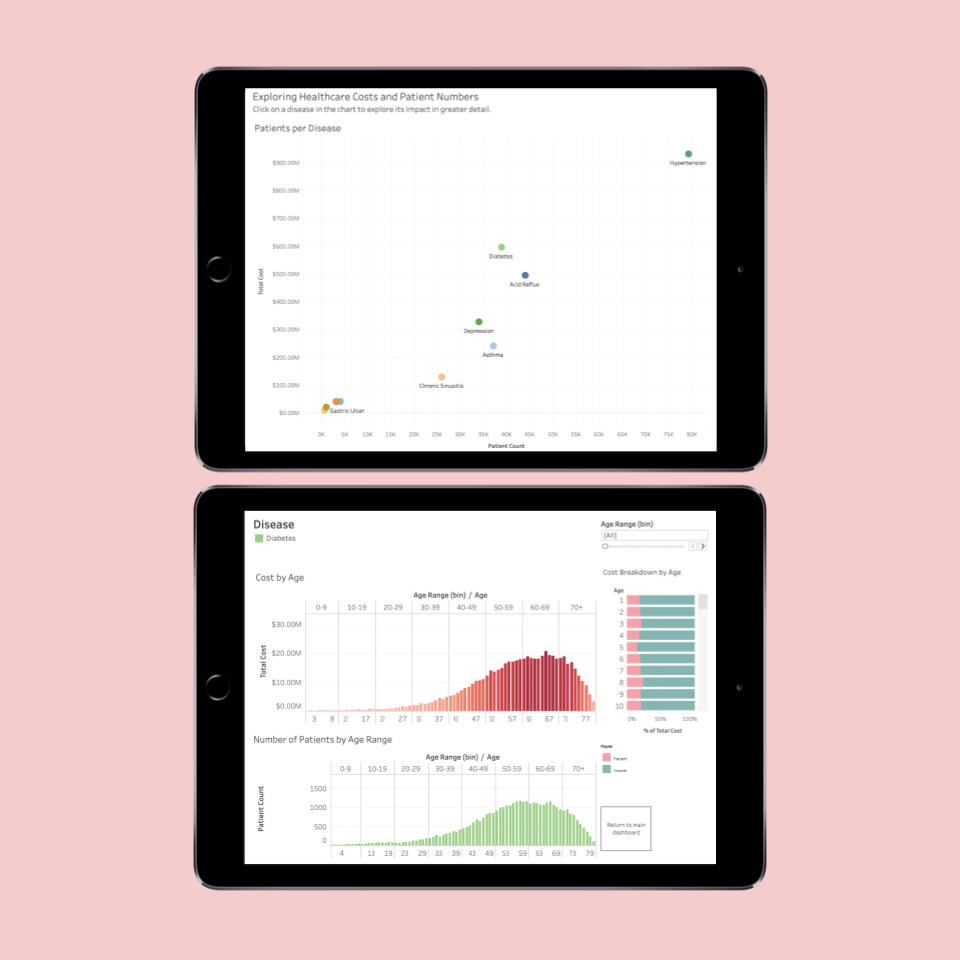 Exploring Healthcare Costs and Patient Numbers
Click on a disease in the chart to explore its impact in greater detail.
Patients per Disease
$900.00M
$800.00M
$700.00M
$600.00M
$500.00M
$400.00M
$300.00M
$200.00M
$100.00M
$0.00M
Total Cost
Hypertension
Diabetes
Acid Reflux
Depression
Asthma
Chronic Sinusitis
Gastric Ulcer
0K 5K 10K 15K 20K 25K 30K 35K 40K 45K 50K 55K 60K 65K 70K 75K 80K
Patient Count
Disease
Diabetes
Age Range (bin)
(All)
Cost by Age
Age Range (bin) / Age
0-9 10-19 20-29 30-39 40-49 50-59 60-69 70+
$30.00M
$20.00M
$10.00M
$0.00M
Total Cost
3 8 12 17 27 32 37 42 47 52 57 62 67 72 77
Cost Breakdown by Age
Age
1
2
3
4
5
6
7
8
9
10
0% 50% 100%
% of Total Cost
Number of Patients by Age Range
Age Range (bin) / Age
0-9 10-19 20-29 30-39 40-49 50-59 60-69 70+
1500
1000
500
0
Patient Count
4 13 19 23 29 33 39 43 49 53 59 63 69 73 79
Payee
Patient
Insurer
Return to main
dashboard